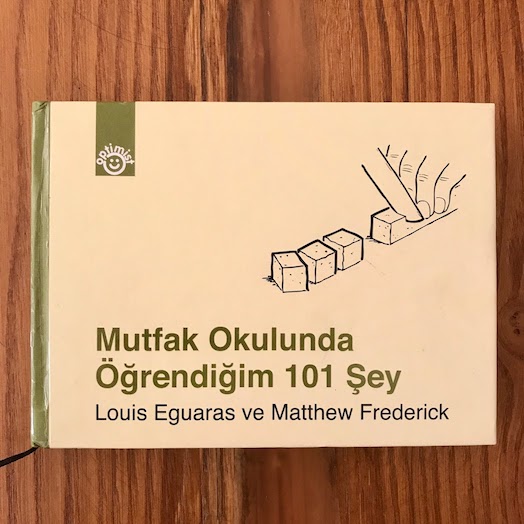 optimist
Mutfak Okulunda
Öğrendiğim 101 Şey
Louis Eguaras ve Matthew Frederick